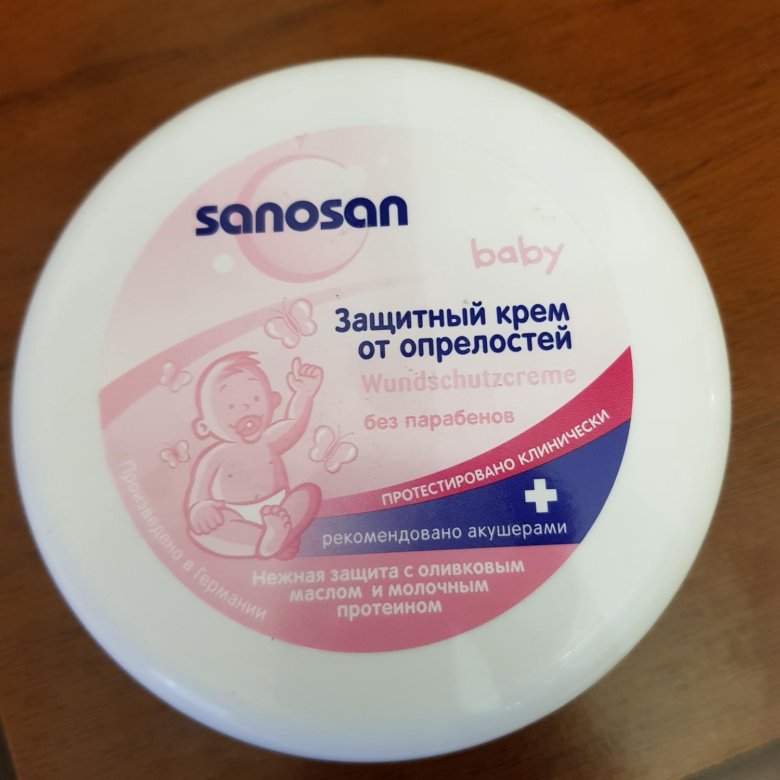 sanosan
baby
Защитный крем
от опрелостей
Wundschutzcreme
без парабенов
ПРОТЕСТИРОВАНО КЛИНИЧЕСКИ
рекомендовано акушерами
Нежная защита с оливковым
маслом и молочным
протеином
Произведено в Германии